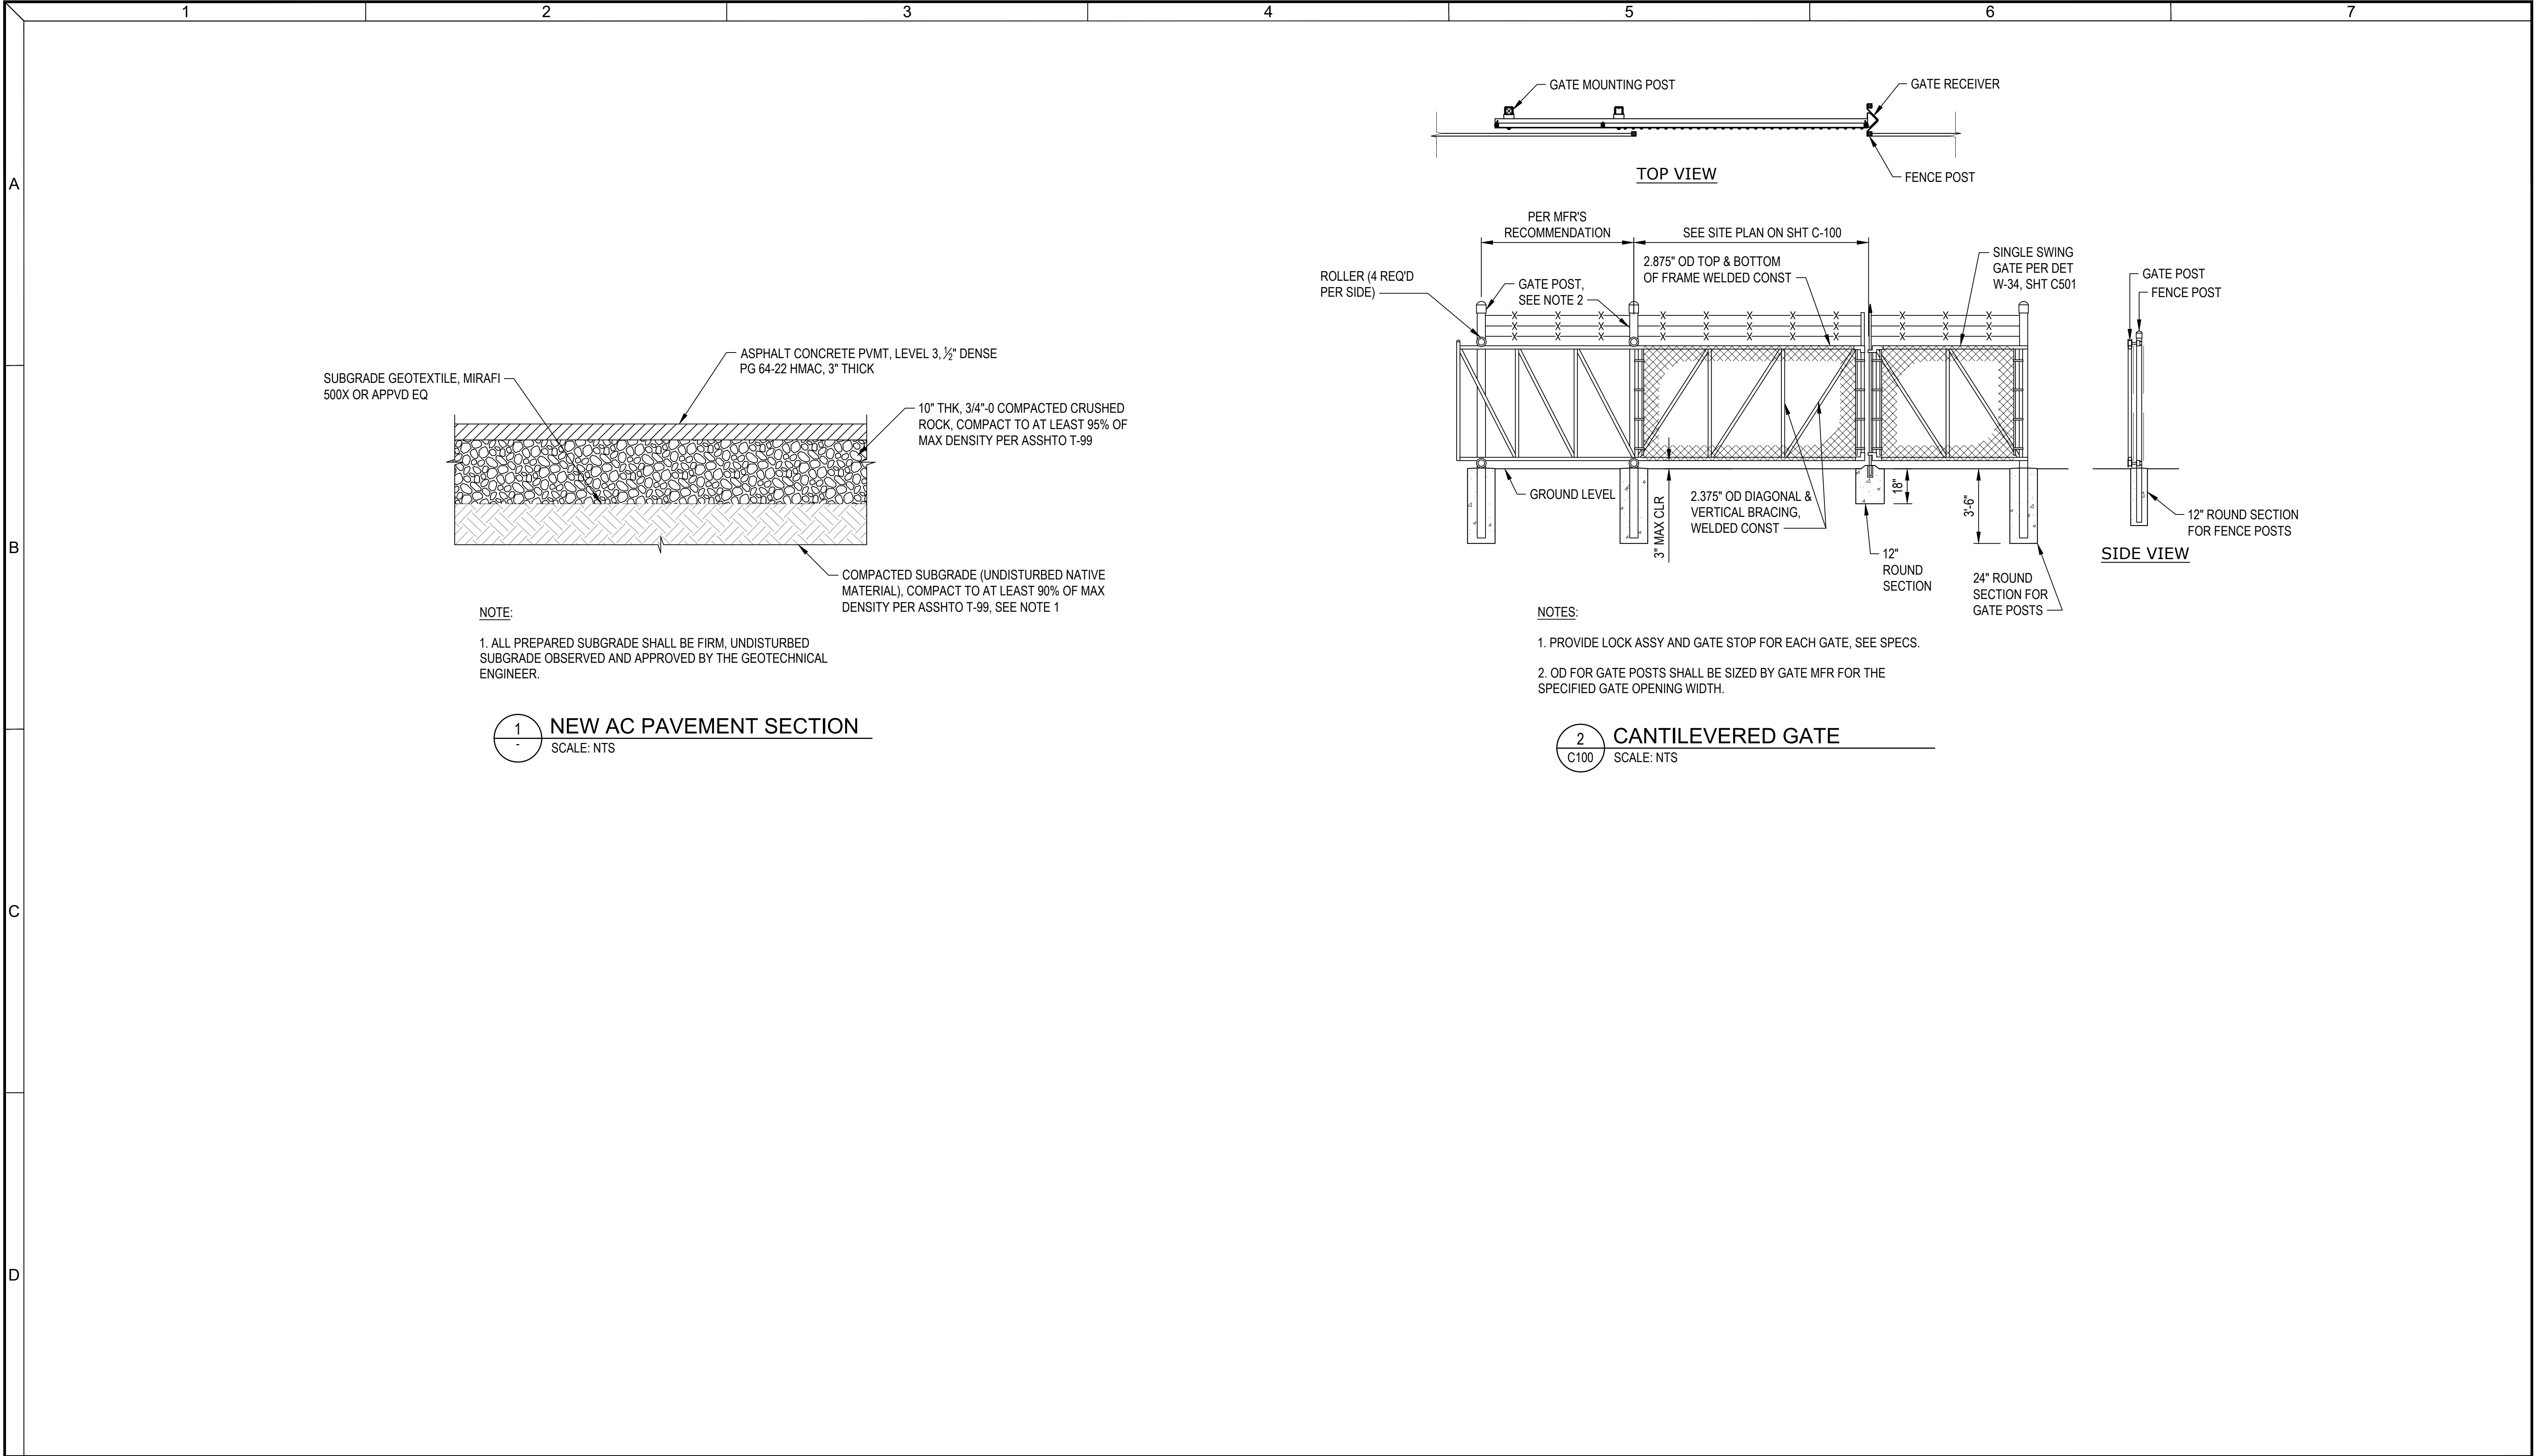 1
2
3
4
5
6
7
A
B
C
D
SUBGRADE GEOTEXTILE, MIRAFI
500X OR APPVD EQ
ASPHALT CONCRETE PVMT, LEVEL 3, ½" DENSE
PG 64-22 HMAC, 3" THICK
10" THK, 3/4"-0 COMPACTED CRUSHED
ROCK, COMPACT TO AT LEAST 95% OF
MAX DENSITY PER ASSHTO T-99
COMPACTED SUBGRADE (UNDISTURBED NATIVE
MATERIAL), COMPACT TO AT LEAST 90% OF MAX
DENSITY PER ASSHTO T-99, SEE NOTE 1
NOTE:
1. ALL PREPARED SUBGRADE SHALL BE FIRM, UNDISTURBED
SUBGRADE OBSERVED AND APPROVED BY THE GEOTECHNICAL
ENGINEER.
1
-
NEW AC PAVEMENT SECTION
SCALE: NTS
GATE MOUNTING POST
GATE RECEIVER
FENCE POST
TOP VIEW
PER MFR'S
RECOMMENDATION
SEE SITE PLAN ON SHT C-100
ROLLER (4 REQ'D
PER SIDE)
GATE POST,
SEE NOTE 2
2.875" OD TOP & BOTTOM
OF FRAME WELDED CONST
SINGLE SWING
GATE PER DET
W-34, SHT C501
GATE POST
FENCE POST
GROUND LEVEL
3" MAX CLR
2.375" OD DIAGONAL &
VERTICAL BRACING,
WELDED CONST
18"
12"
ROUND
SECTION
3'-6"
24" ROUND
SECTION FOR
GATE POSTS
12" ROUND SECTION
FOR FENCE POSTS
SIDE VIEW
NOTES:
1. PROVIDE LOCK ASSY AND GATE STOP FOR EACH GATE, SEE SPECS.
2. OD FOR GATE POSTS SHALL BE SIZED BY GATE MFR FOR THE
SPECIFIED GATE OPENING WIDTH.
2
C100
CANTILEVERED GATE
SCALE: NTS